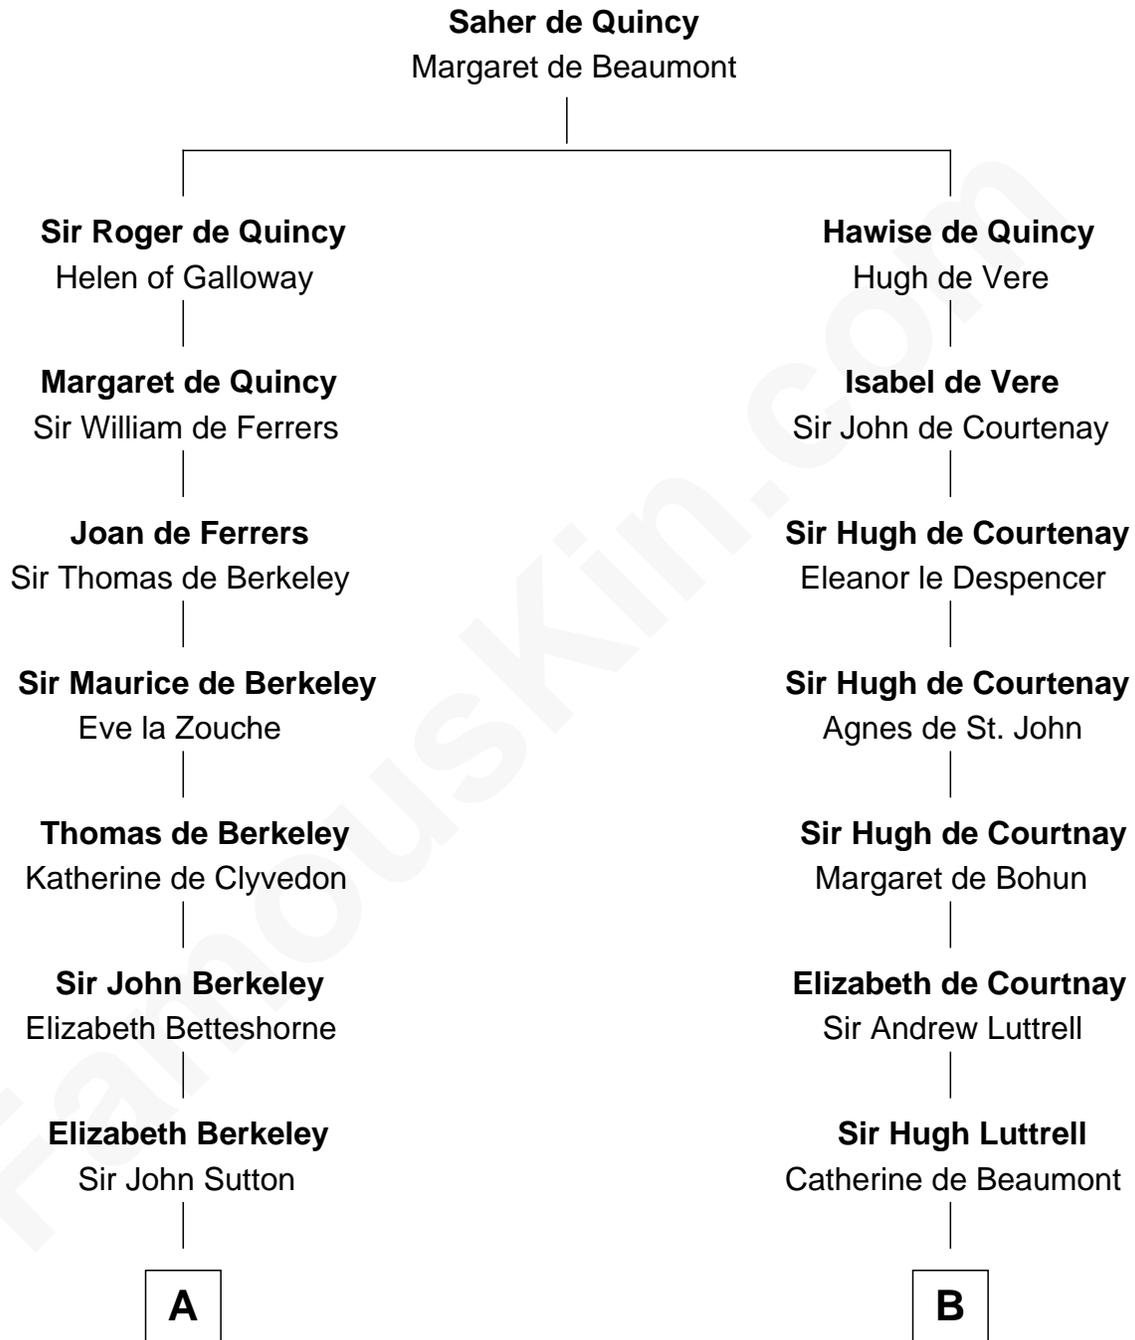 Saher de Quincy
Margaret de Beaumont
Sir Roger de Quincy
Helen of Galloway
Hawise de Quincy
Hugh de Vere
Margaret de Quincy
Sir William de Ferrers
Isabel de Vere
Sir John de Courtenay
Joan de Ferrers
Sir Thomas de Berkeley
Sir Hugh de Courtenay
Eleanor le Despencer
Sir Maurice de Berkeley
Eve la Zouche
Sir Hugh de Courtenay
Agnes de St. John
Thomas de Berkeley
Katherine de Clyvedon
Sir Hugh de Courtnay
Margaret de Bohun
Sir John Berkeley
Elizabeth Betteshorne
Elizabeth de Courtnay
Sir Andrew Luttrell
Elizabeth Berkeley
Sir John Sutton
Sir Hugh Luttrell
Catherine de Beaumont
A
B
FamousKin.com